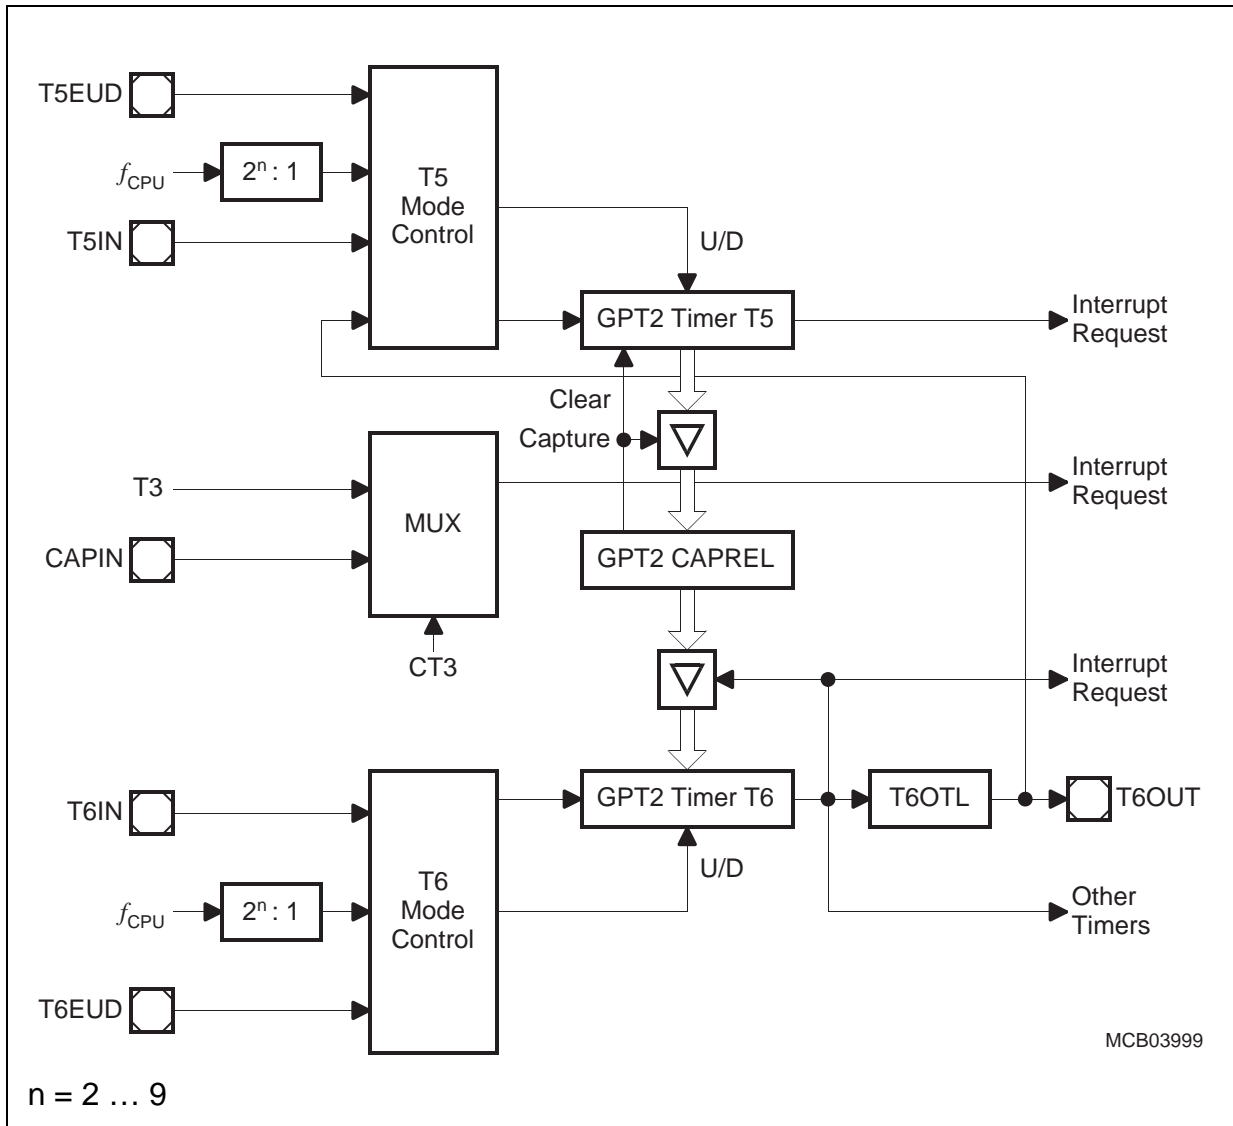 T5EUD
fCPU
2ⁿ : 1
T5IN
T5
Mode
Control
U/D
GPT2 Timer T5
Interrupt
Request
Clear
Capture
T3
CAPIN
MUX
CT3
Interrupt
Request
GPT2 CAPREL
Interrupt
Request
T6IN
fCPU
2ⁿ : 1
T6EUD
T6
Mode
Control
GPT2 Timer T6
U/D
T6OTL
T6OUT
Other
Timers
MCB03999
n = 2 … 9